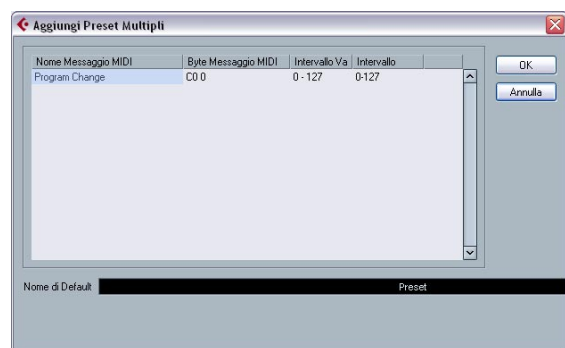 Aggiungi Preset Multipli
Nome Messaggio MIDI Byte Messaggio MIDI Intervallo Va Intervallo
Program Change C0 0 0 - 127 0-127
OK
Annulla
Nome di Default Preset